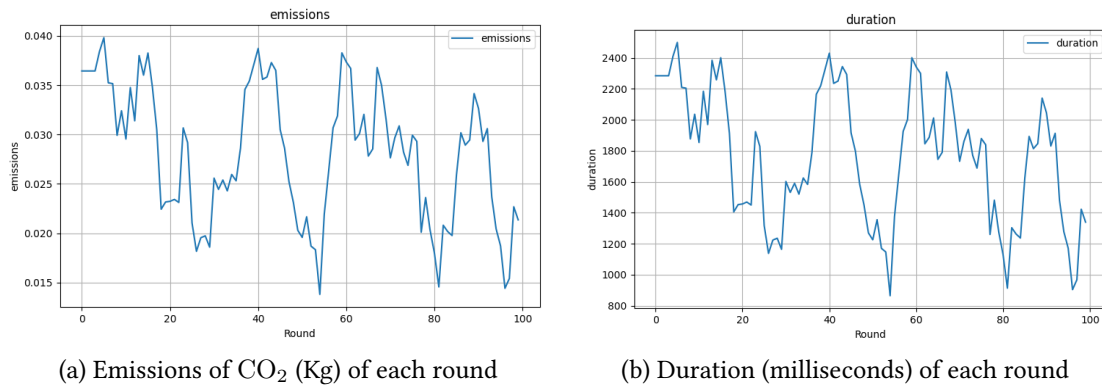 emissions
emissions
0.040
0.035
0.030
0.025
0.020
0.015
emissions
0
20
40
60
80
100
Round
(a) Emissions of CO₂ (Kg) of each round
duration
duration
2400
2200
2000
1800
1600
1400
1200
1000
800
duration
0
20
40
60
80
100
Round
(b) Duration (milliseconds) of each round